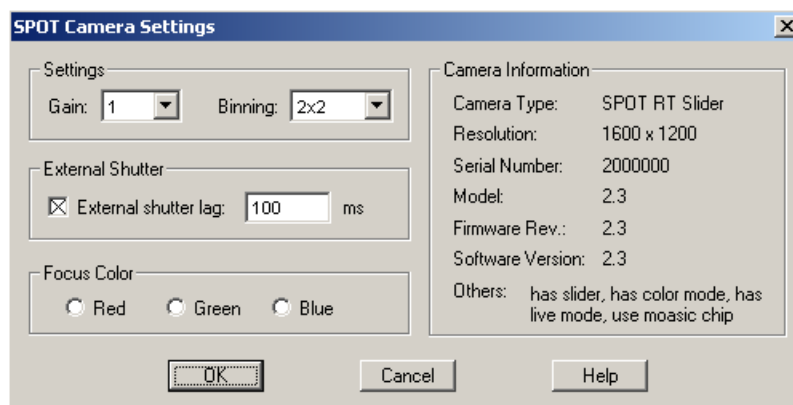 SPOT Camera Settings
Settings
Gain: 1 Binning: 2x2
External Shutter
External shutter lag: 100 ms
Focus Color
Red Green Blue
Camera Information
Camera Type: SPOT RT Slider
Resolution: 1600 x 1200
Serial Number: 2000000
Model: 2.3
Firmware Rev.: 2.3
Software Version: 2.3
Others: has slider, has color mode, has
live mode, use moasic chip
OK Cancel Help